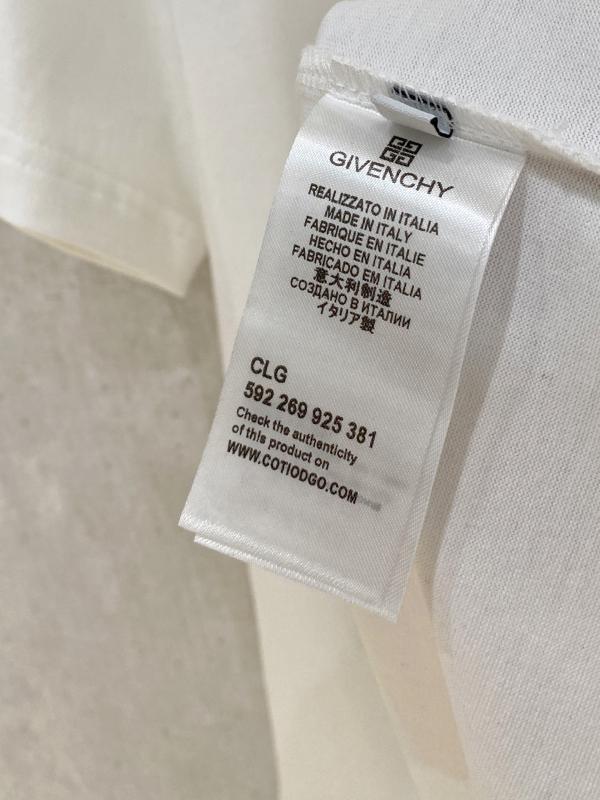 GIVENCHY
REALIZZATO IN ITALIA
MADE IN ITALY
FABRIQUE EN ITALIE
HECHO EN ITALIA
FABRICADO EM ITALIA
意大利制造
СОЗДАНО В ИТАЛИИ
イタリア製
CLG
592 269 925 381
Check the authenticity
of this product on
WWW.COTIODGO.COM